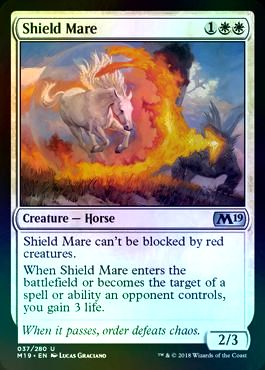 Shield Mare 1
Creature — Horse M19
Shield Mare can't be blocked by red
creatures.
When Shield Mare enters the
battlefield or becomes the target of a
spell or ability an opponent controls,
you gain 3 life.
When it passes, order defeats chaos.
2/3
037/280 U
M19 • EN LUCAS GRACIANO ™ & © 2018 Wizards of the Coast